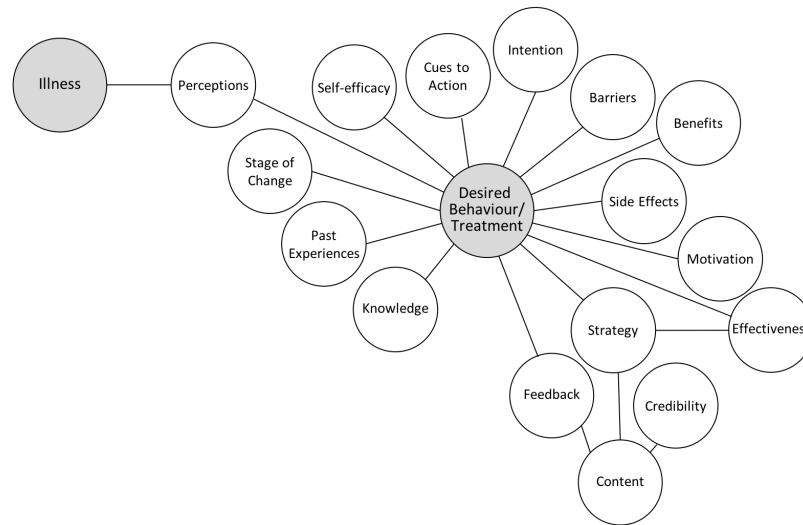 Illness
Perceptions
Self-efficacy
Cues to
Action
Intention
Barriers
Benefits
Stage of
Change
Desired
Behaviour/
Treatment
Side Effects
Past
Experiences
Motivation
Knowledge
Strategy
Effectivenes
Feedback
Credibility
Content